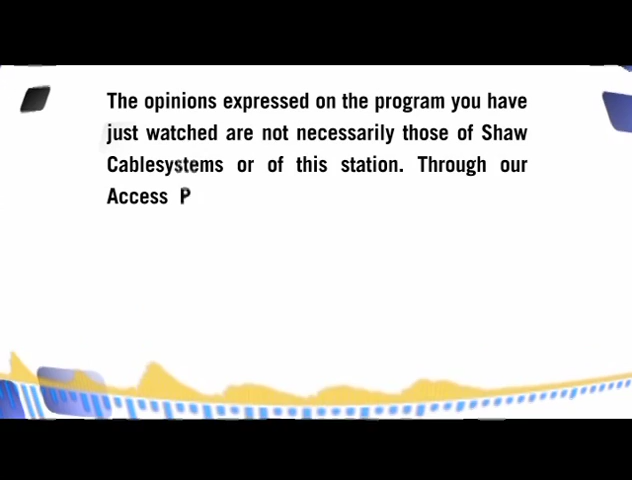 The opinions expressed on the program you have
just watched are not necessarily those of Shaw
Cablesystems or of this station. Through our
Access P